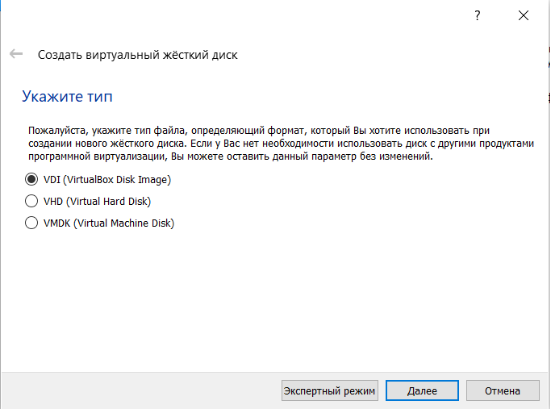 ?
Создать виртуальный жёсткий диск
Укажите тип
Пожалуйста, укажите тип файла, определяющий формат, который Вы хотите использовать при
создании нового жёсткого диска. Если у Вас нет необходимости использовать диск с другими продуктами
программной виртуализации, Вы можете оставить данный параметр без изменений.
VDI (VirtualBox Disk Image)
VHD (Virtual Hard Disk)
VMDK (Virtual Machine Disk)
Экспертный режим Далее Отмена